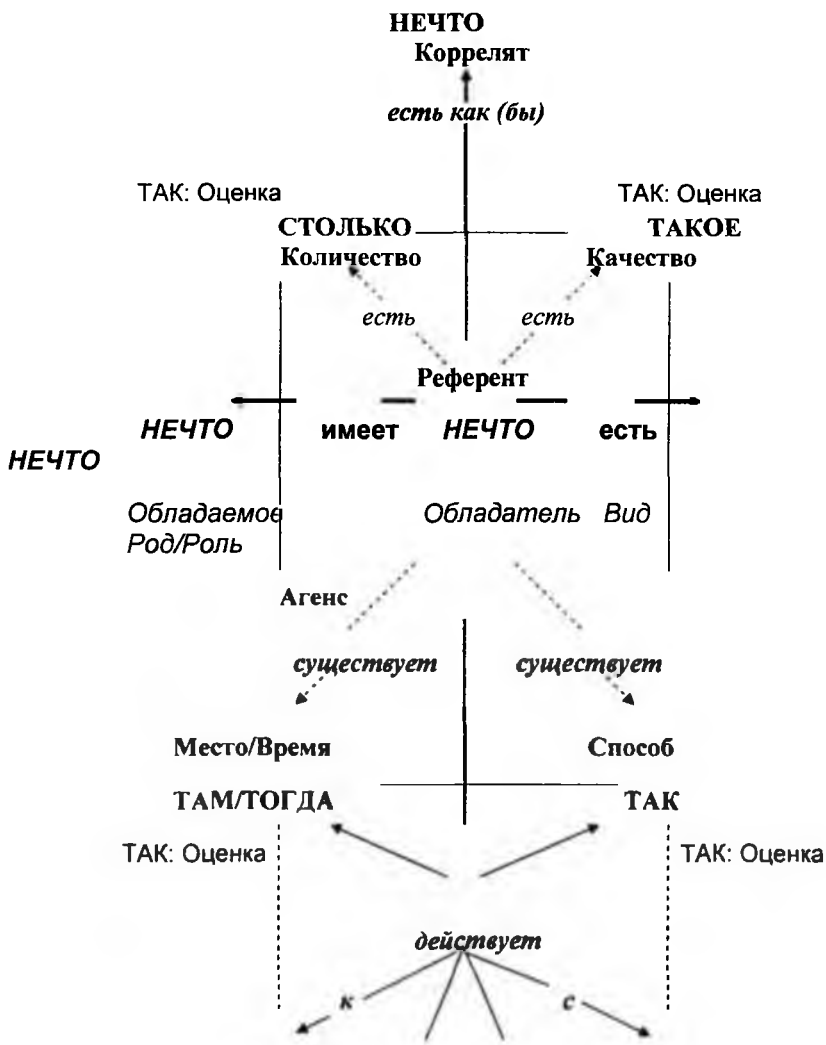 НЕЧТО
Коррелят
есть как (бы)
ТАК: Оценка ТАК: Оценка
СТОЛЬКО ТАКОЕ
Количество Качество
есть есть
Референт
НЕЧТО имеет НЕЧТО есть
НЕЧТО
Обладаемое Обладатель Вид
Род/Роль
Агенс
существует существует
Место/Время Способ
ТАМ/ТОГДА ТАК
ТАК: Оценка ТАК: Оценка
действует
к с